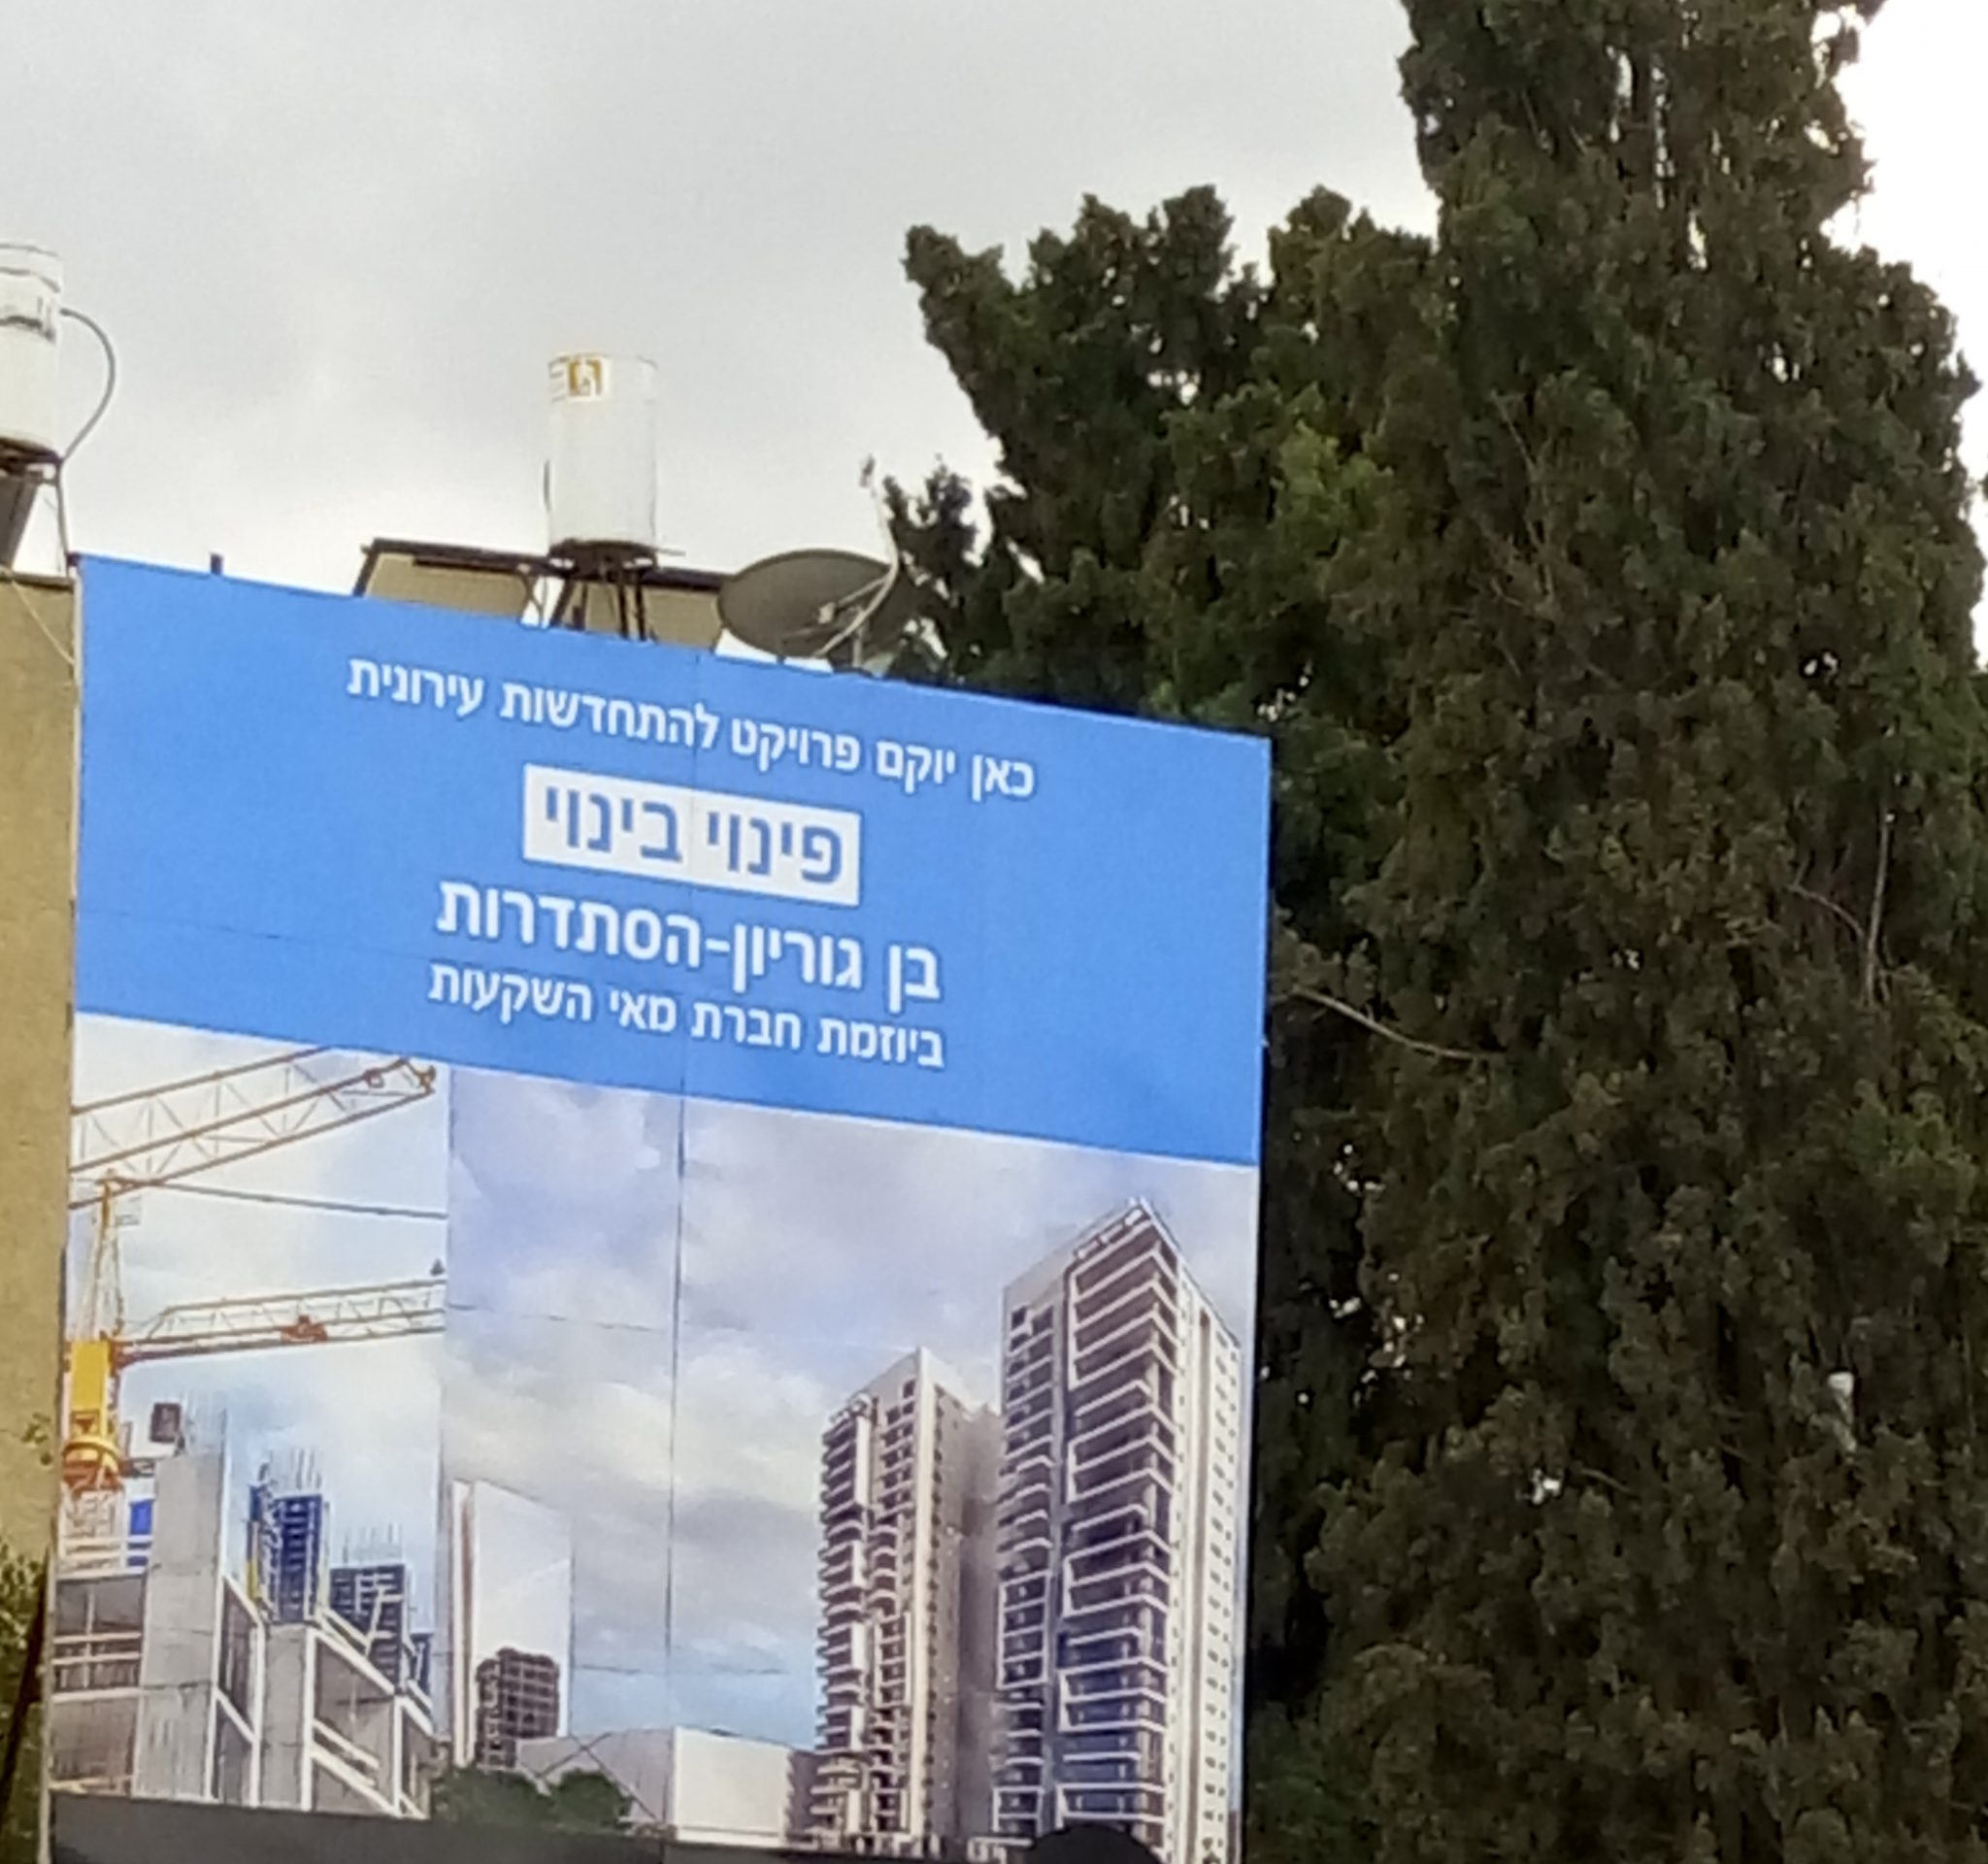 כאן יוקם פרויקט להתחדשות עירונית
פינוי בינוי
בן גוריון-הסתדרות
ביוזמת חברת מאי השקעות